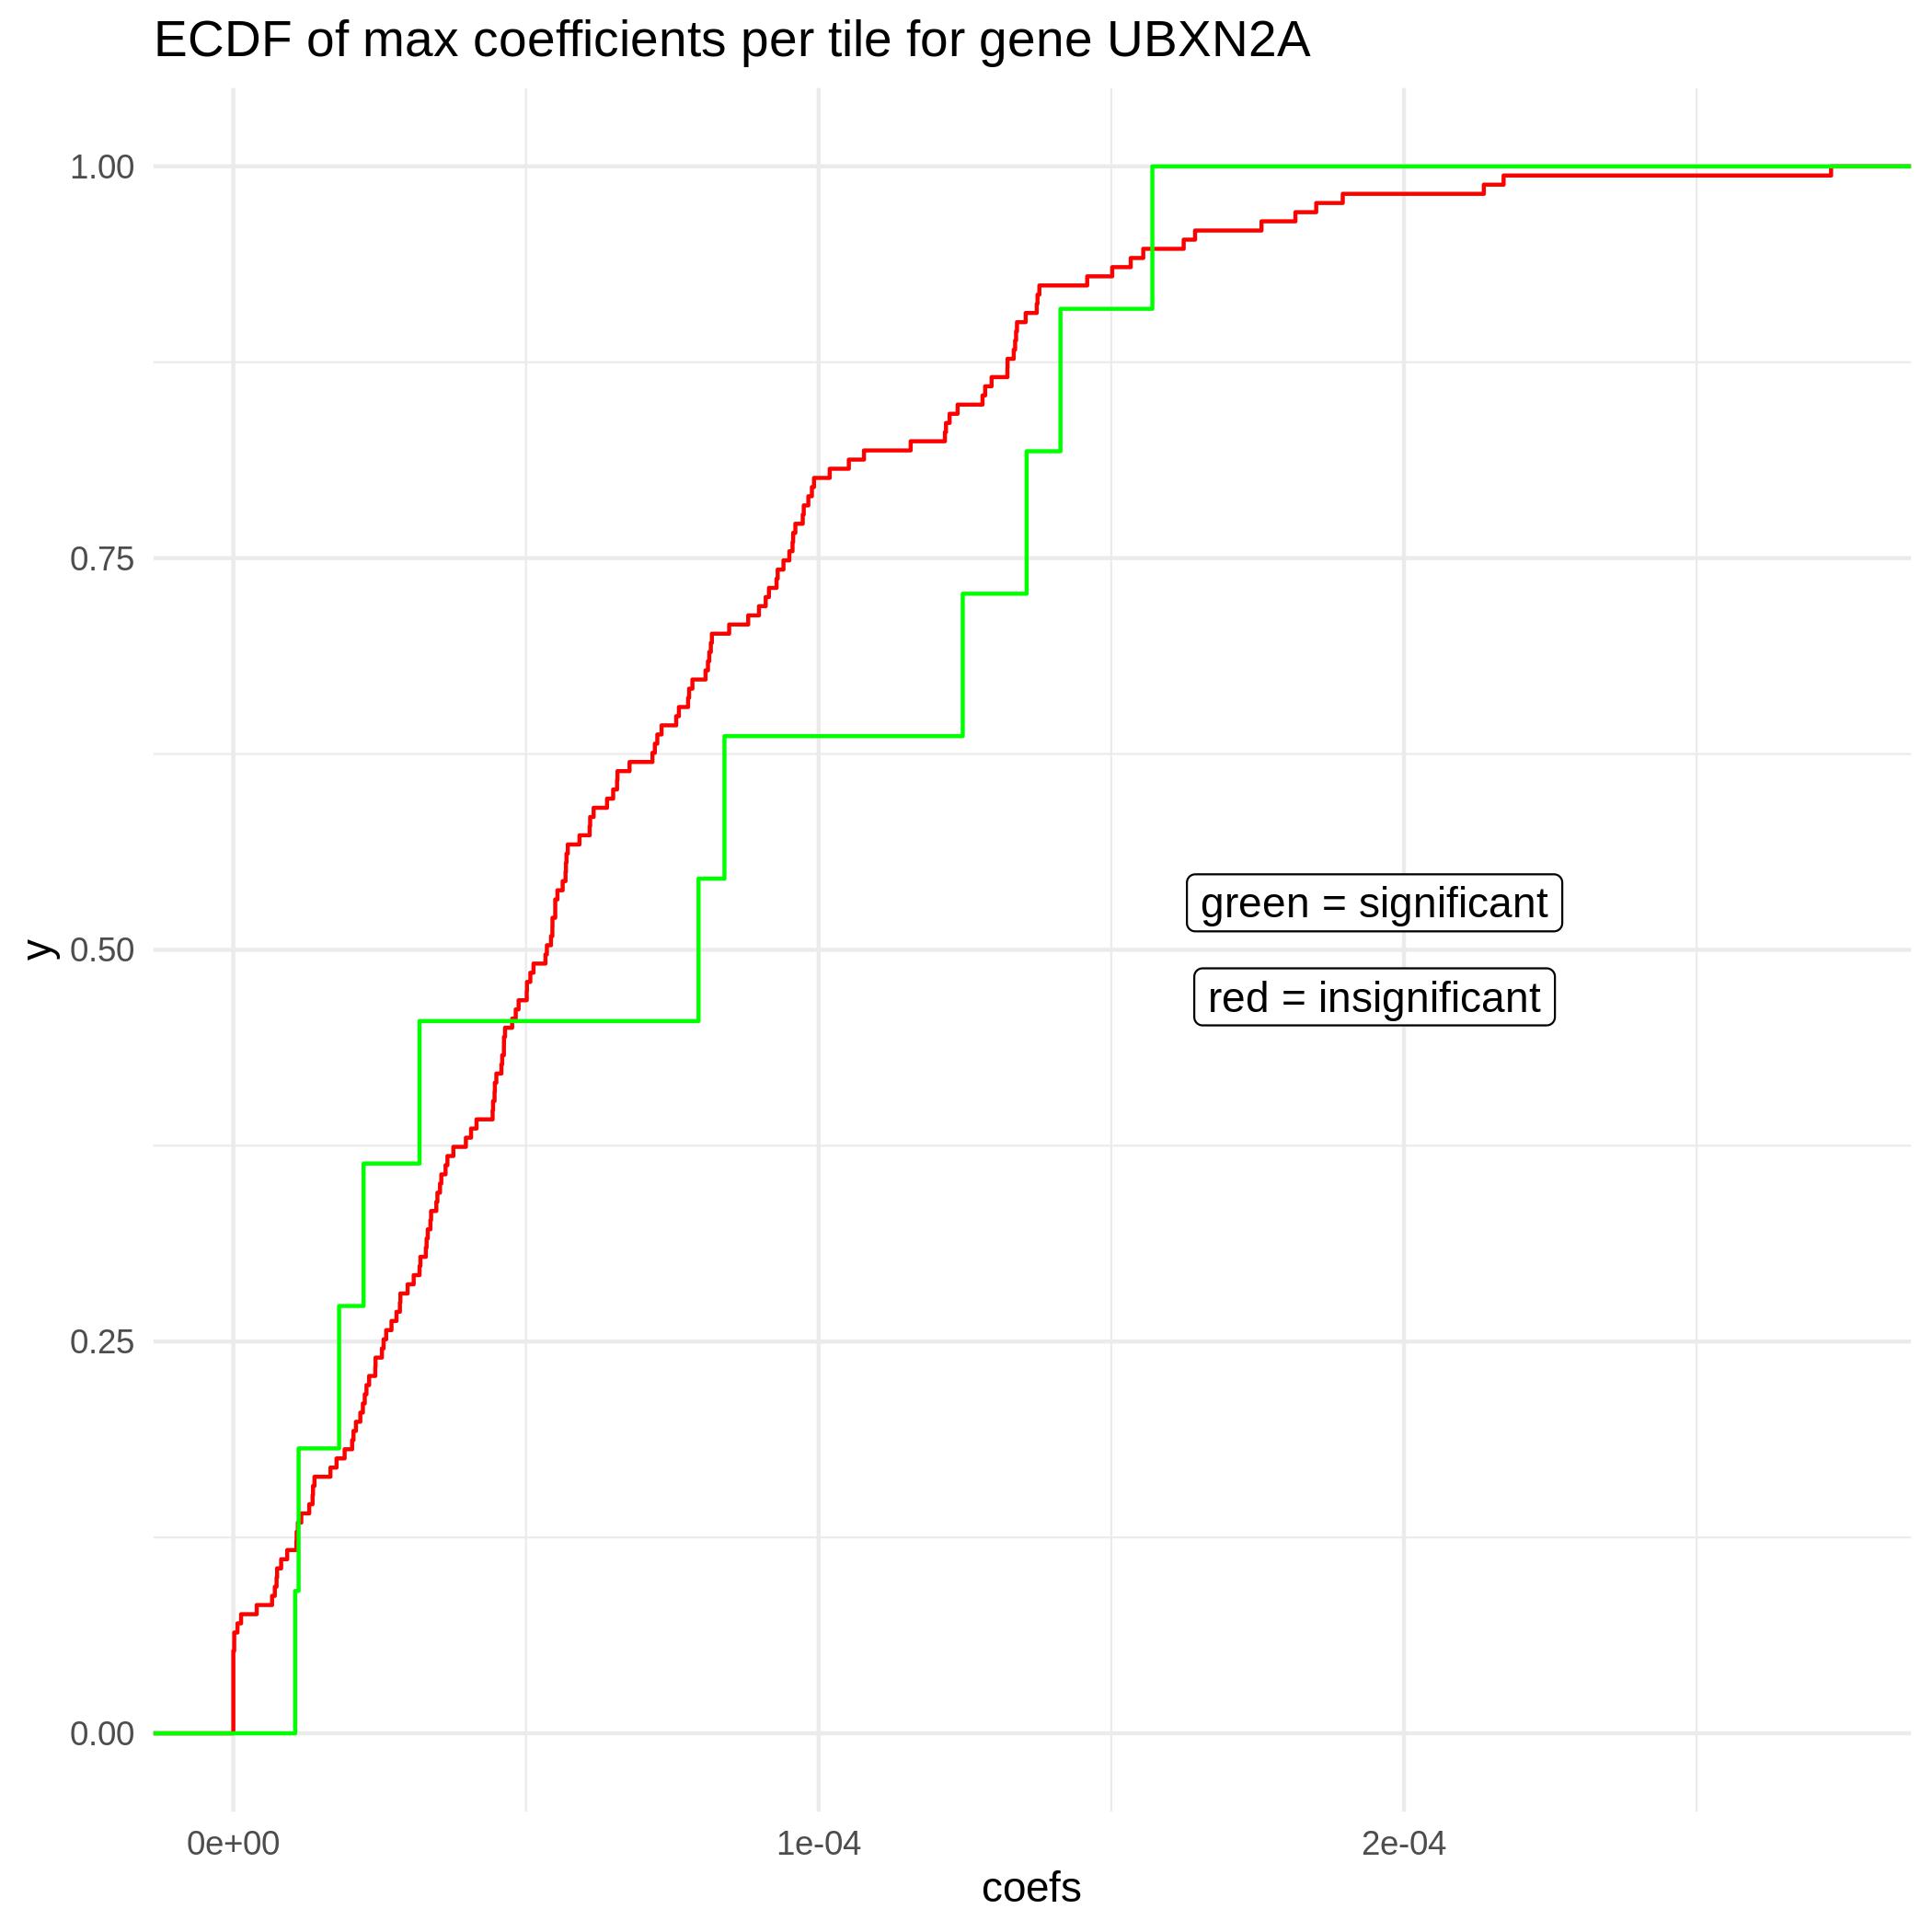 ECDF of max coefficients per tile for gene UBXN2A
1.00
0.75
0.50
0.25
0.00
y
green = significant
red = insignificant
0e+00 1e-04 2e-04
coefs